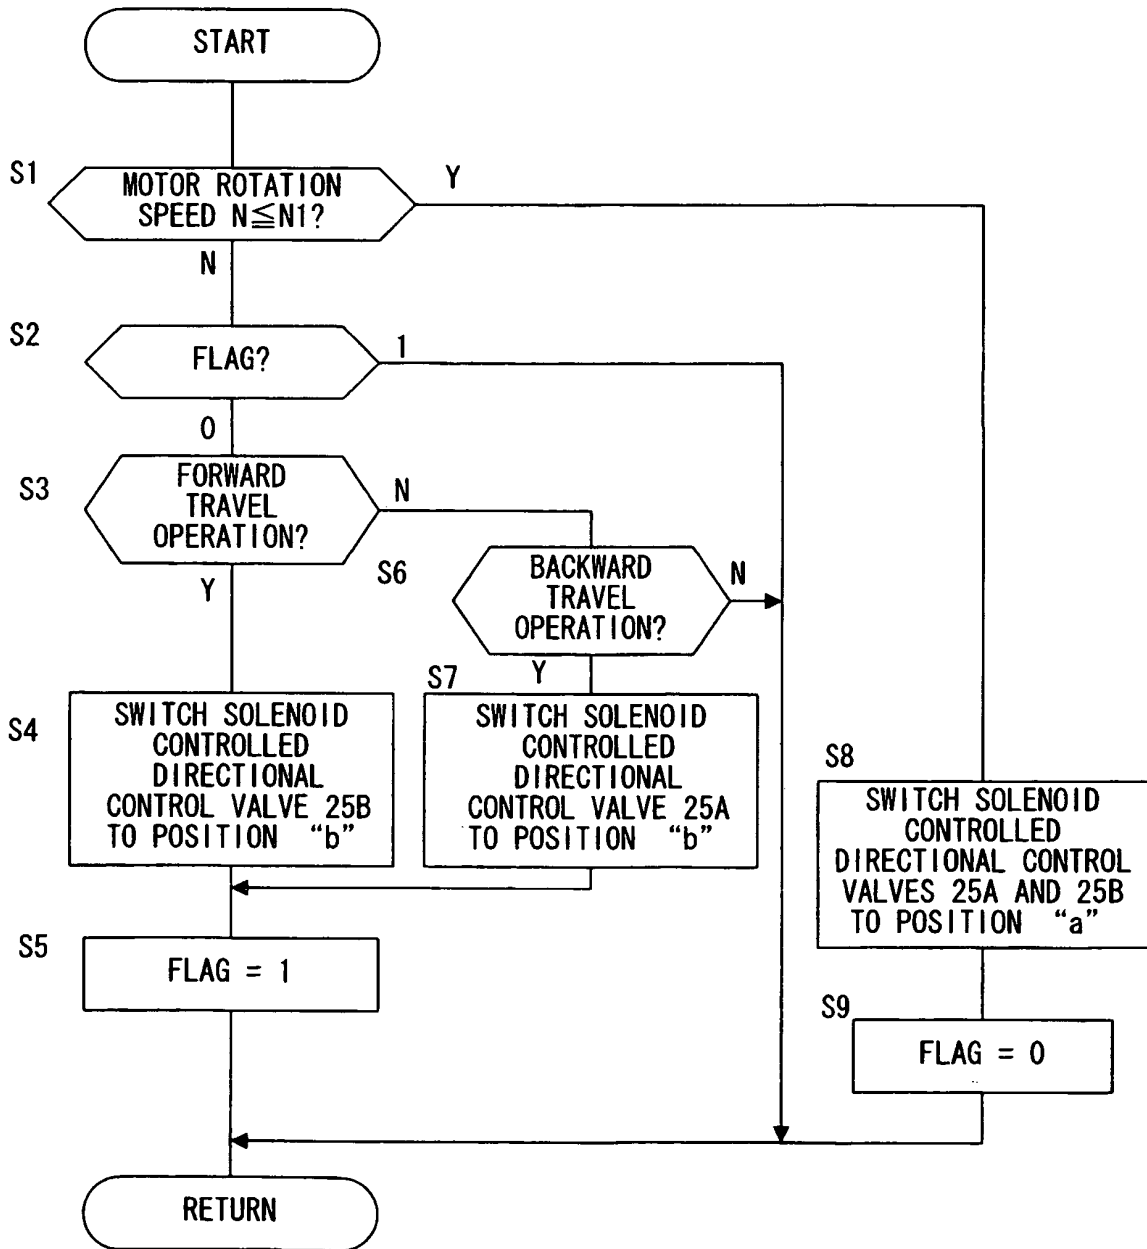 START
S1
MOTOR ROTATION
SPEED N≦N1?
Y
N
S2
FLAG?
1
0
S3
FORWARD
TRAVEL
OPERATION?
N
Y
S6
BACKWARD
TRAVEL
OPERATION?
N
Y
S4
SWITCH SOLENOID
CONTROLLED
DIRECTIONAL
CONTROL VALVE 25B
TO POSITION “b”
S7
SWITCH SOLENOID
CONTROLLED
DIRECTIONAL
CONTROL VALVE 25A
TO POSITION “b”
S8
SWITCH SOLENOID
CONTROLLED
DIRECTIONAL CONTROL
VALVES 25A AND 25B
TO POSITION “a”
S5
FLAG = 1
S9
FLAG = 0
RETURN